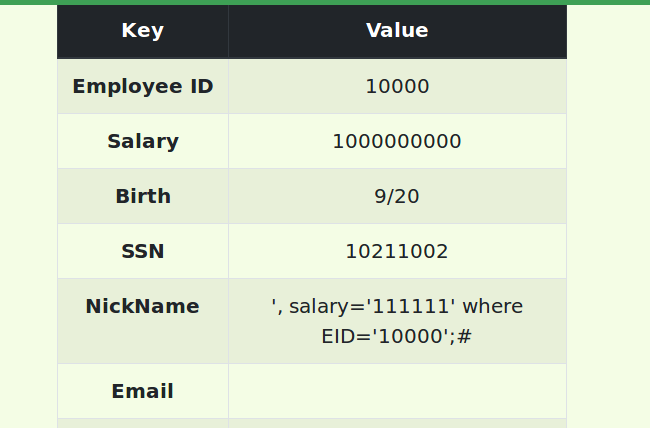 Key Value
Employee ID 10000
Salary 1000000000
Birth 9/20
SSN 10211002
NickName ', salary='111111' where
EID='10000';#
Email